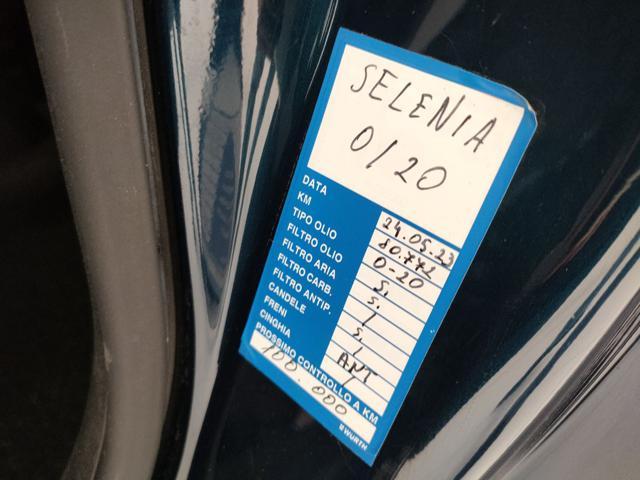 SELENIA
0/20
DATA 24.05.23
KM 80.772
TIPO OLIO 0-20
FILTRO OLIO S.
FILTRO ARIA S.
FILTRO CARB. /
FILTRO ANTIP. S.
CANDELE /
FRENI ANT
CINGHIA /
PROSSIMO CONTROLLO A KM
100.000
WÜRTH